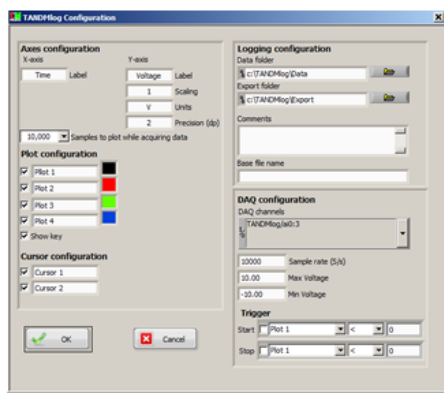 TANDMlog Configuration
Axes configuration
X-axis
Y-axis
Time Label
Voltage Label
1 Scaling
V Units
2 Precision (dp)
10,000 Samples to plot while acquiring data
Plot configuration
Plot 1
Plot 2
Plot 3
Plot 4
Show key
Cursor configuration
Cursor 1
Cursor 2
OK
Cancel
Logging configuration
Data folder
c:\TANDMlog\Data
Export folder
c:\TANDMlog\Export
Comments
Base file name
DAQ configuration
DAQ channels
TANDMlog/ai0:3
10000 Sample rate (S/s)
10.00 Max Voltage
-10.00 Min Voltage
Trigger
Start Plot 1 < 0
Stop Plot 1 < 0